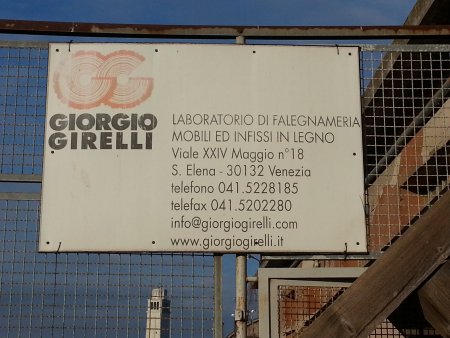 GG
GIORGIO
GIRELLI
LABORATORIO DI FALEGNAMERIA
MOBILI ED INFISSI IN LEGNO
Viale XXIV Maggio n°18
S. Elena - 30132 Venezia
telefono 041.5228185
telefax 041.5202280
info@giorgiogirelli.com
www.giorgiogirelli.it